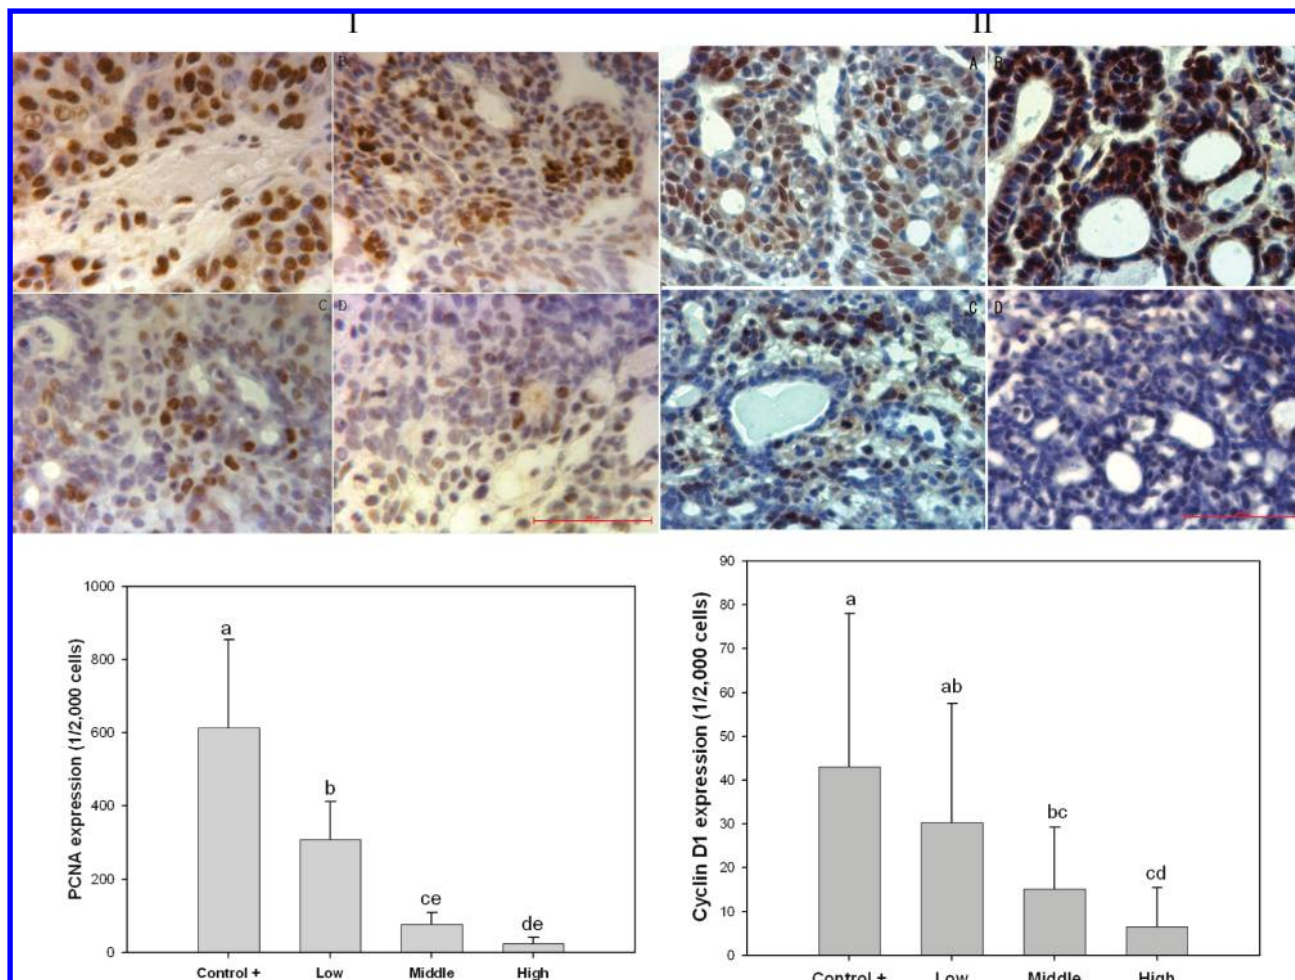 I
II
A
B
C
D
A
B
C
D
1000
800
600
400
200
0
PCNA expression (1/2,000 cells)
a
b
ce
de
Control +
Low
Middle
High
90
80
70
60
50
40
30
20
10
0
Cyclin D1 expression (1/2,000 cells)
a
ab
bc
cd
Control +
Low
Middle
High